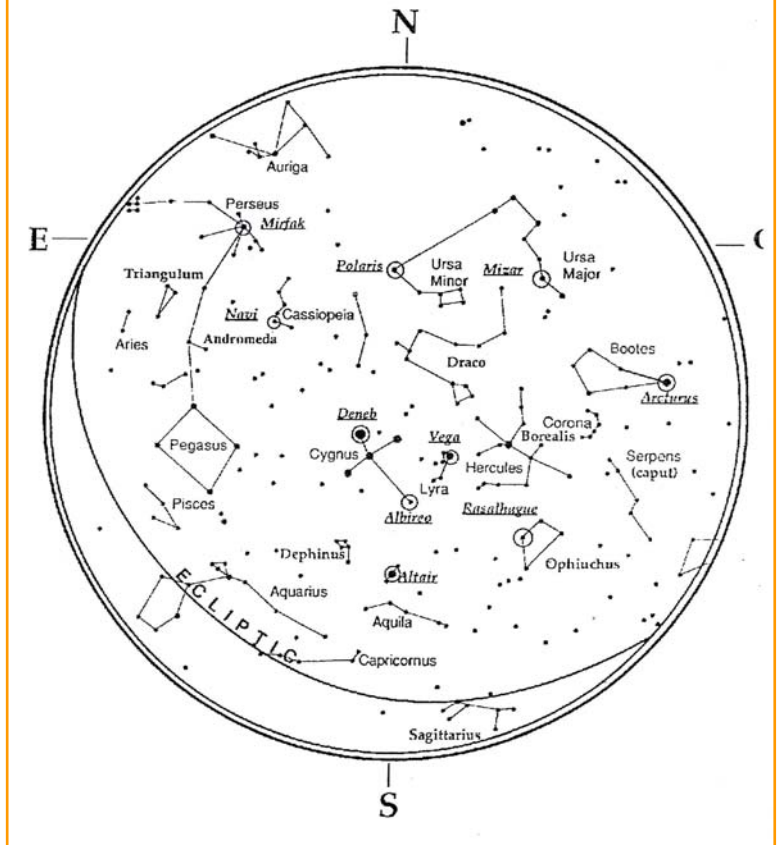 N
Auriga
Perseus
Mirfak
E
Polaris
Ursa
Minor
Mizar
Ursa
Major
Triangulum
Navi
Cassiopeia
Aries
Andromeda
Draco
Bootes
Arcturus
Deneb
Vega
Corona
Borealis
Pegasus
Cygnus
Hercules
Serpens
(caput)
Lyra
Pisces
Albireo
Rasalhague
Dephinus
Altair
Ophiuchus
Aquarius
ECLIPTIC
Aquila
Capricornus
Sagittarius
S